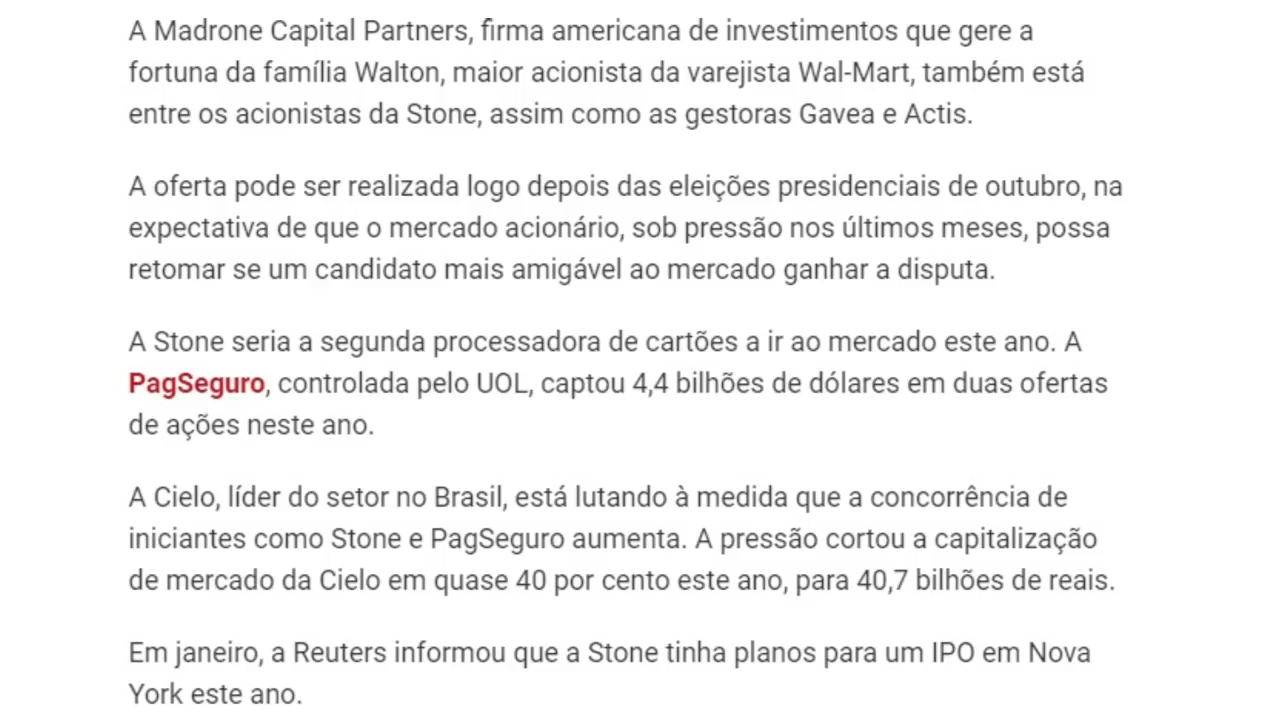 A Madrone Capital Partners, firma americana de investimentos que gere a
fortuna da família Walton, maior acionista da varejista Wal-Mart, também está
entre os acionistas da Stone, assim como as gestoras Gavea e Actis.
A oferta pode ser realizada logo depois das eleições presidenciais de outubro, na
expectativa de que o mercado acionário, sob pressão nos últimos meses, possa
retomar se um candidato mais amigável ao mercado ganhar a disputa.
A Stone seria a segunda processadora de cartões a ir ao mercado este ano. A
PagSeguro, controlada pelo UOL, captou 4,4 bilhões de dólares em duas ofertas
de ações neste ano.
A Cielo, líder do setor no Brasil, está lutando à medida que a concorrência de
iniciantes como Stone e PagSeguro aumenta. A pressão cortou a capitalização
de mercado da Cielo em quase 40 por cento este ano, para 40,7 bilhões de reais.
Em janeiro, a Reuters informou que a Stone tinha planos para um IPO em Nova
York este ano.